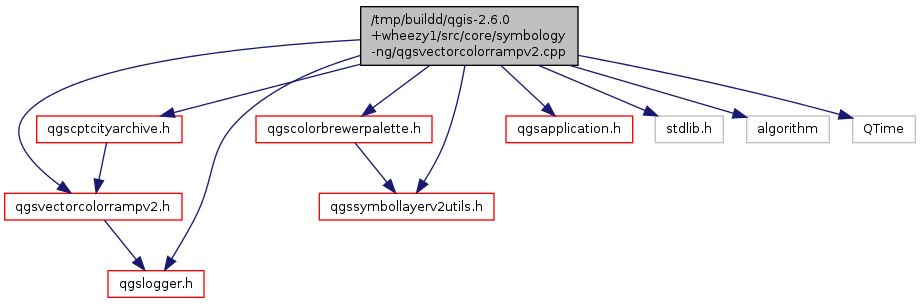 /tmp/buildd/qgis-2.6.0
+wheezy1/src/core/symbology
-ng/qgsvectorcolorrampv2.cpp
qgscptcityarchive.h
qgscolorbrewerpalette.h
qgsapplication.h
stdlib.h
algorithm
QTime
qgsvectorcolorrampv2.h
qgssymbollayerv2utils.h
qgslogger.h